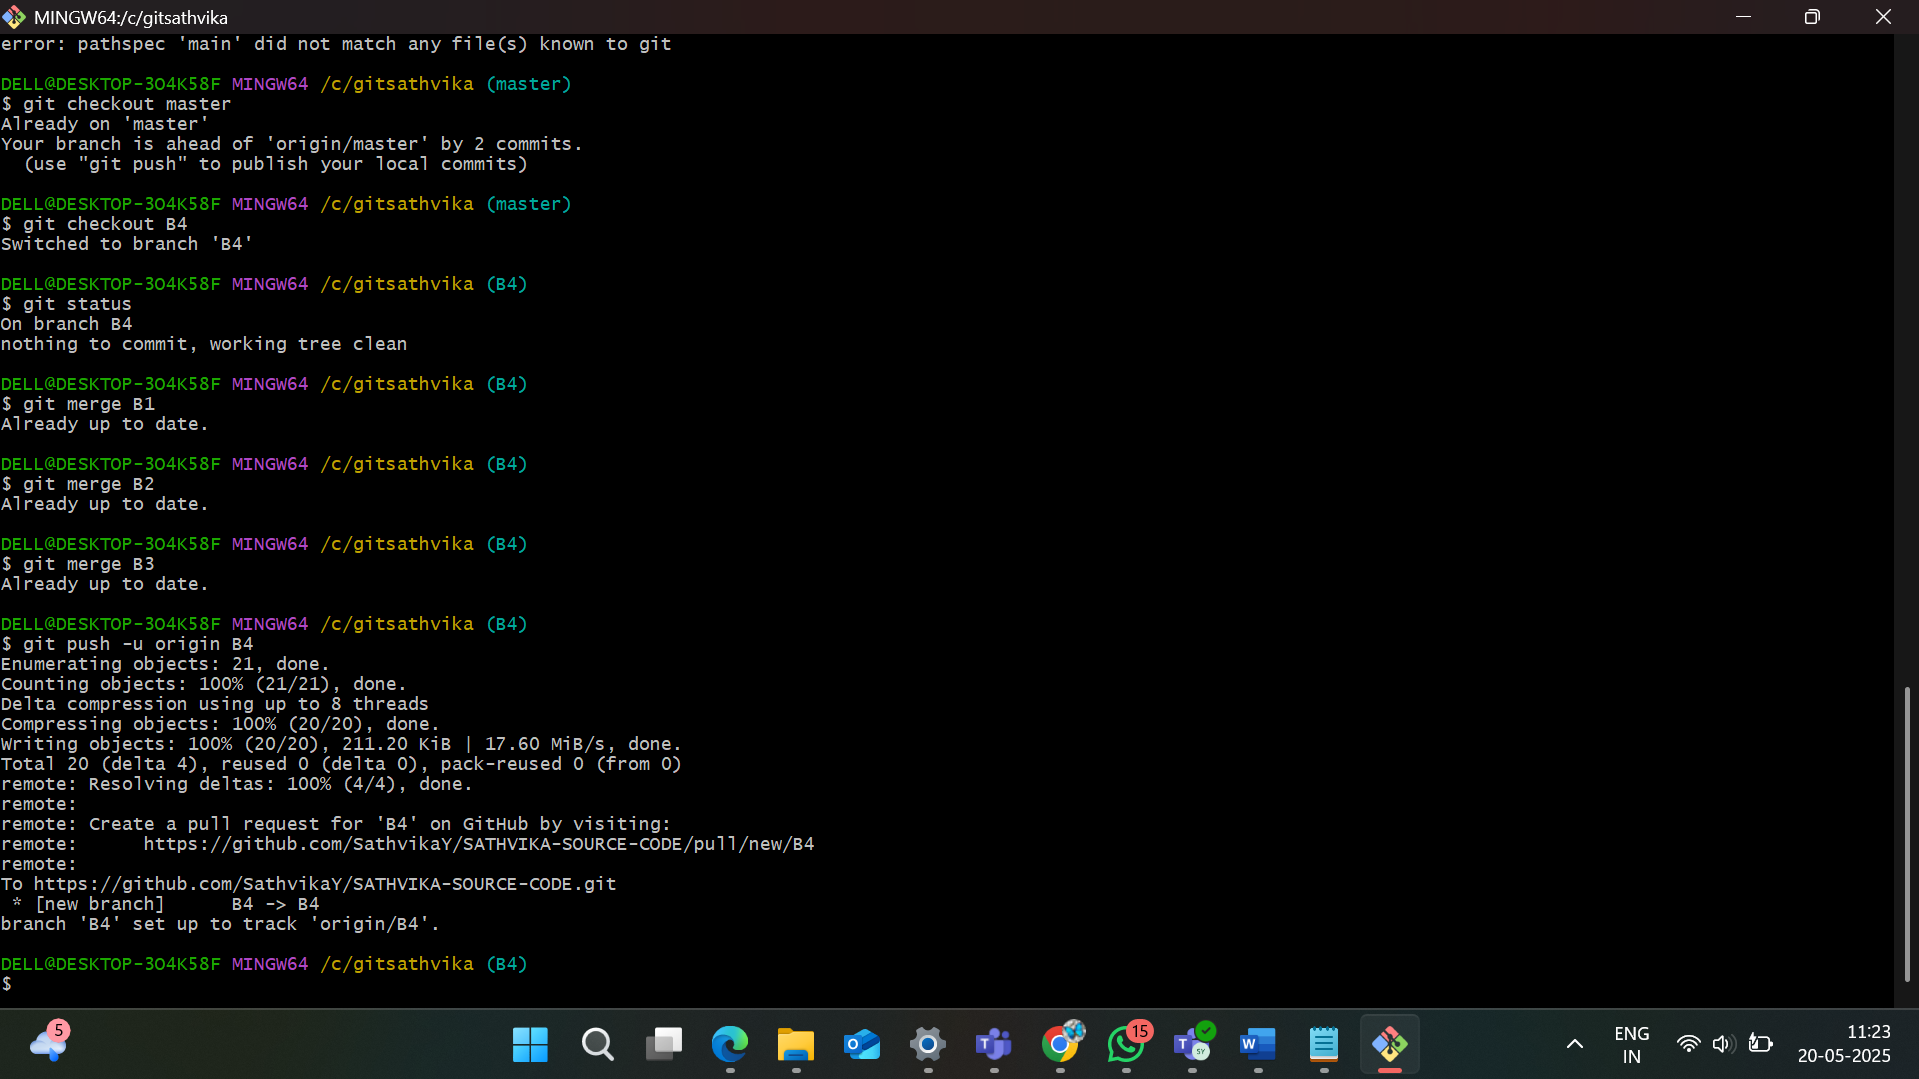 MINGW64:/c/gitsathvika
error: pathspec 'main' did not match any file(s) known to git
DELL@DESKTOP-3O4K58F MINGW64 /c/gitsathvika (master)
$ git checkout master
Already on 'master'
Your branch is ahead of 'origin/master' by 2 commits.
  (use "git push" to publish your local commits)
DELL@DESKTOP-3O4K58F MINGW64 /c/gitsathvika (master)
$ git checkout B4
Switched to branch 'B4'
DELL@DESKTOP-3O4K58F MINGW64 /c/gitsathvika (B4)
$ git status
On branch B4
nothing to commit, working tree clean
DELL@DESKTOP-3O4K58F MINGW64 /c/gitsathvika (B4)
$ git merge B1
Already up to date.
DELL@DESKTOP-3O4K58F MINGW64 /c/gitsathvika (B4)
$ git merge B2
Already up to date.
DELL@DESKTOP-3O4K58F MINGW64 /c/gitsathvika (B4)
$ git merge B3
Already up to date.
DELL@DESKTOP-3O4K58F MINGW64 /c/gitsathvika (B4)
$ git push -u origin B4
Enumerating objects: 21, done.
Counting objects: 100% (21/21), done.
Delta compression using up to 8 threads
Compressing objects: 100% (20/20), done.
Writing objects: 100% (20/20), 211.20 KiB | 17.60 MiB/s, done.
Total 20 (delta 4), reused 0 (delta 0), pack-reused 0 (from 0)
remote: Resolving deltas: 100% (4/4), done.
remote:
remote: Create a pull request for 'B4' on GitHub by visiting:
remote:      https://github.com/SathvikaY/SATHVIKA-SOURCE-CODE/pull/new/B4
remote:
To https://github.com/SathvikaY/SATHVIKA-SOURCE-CODE.git
 * [new branch]      B4 -> B4
branch 'B4' set up to track 'origin/B4'.
DELL@DESKTOP-3O4K58F MINGW64 /c/gitsathvika (B4)
$
5
15
SY
ENG
IN
11:23
20-05-2025